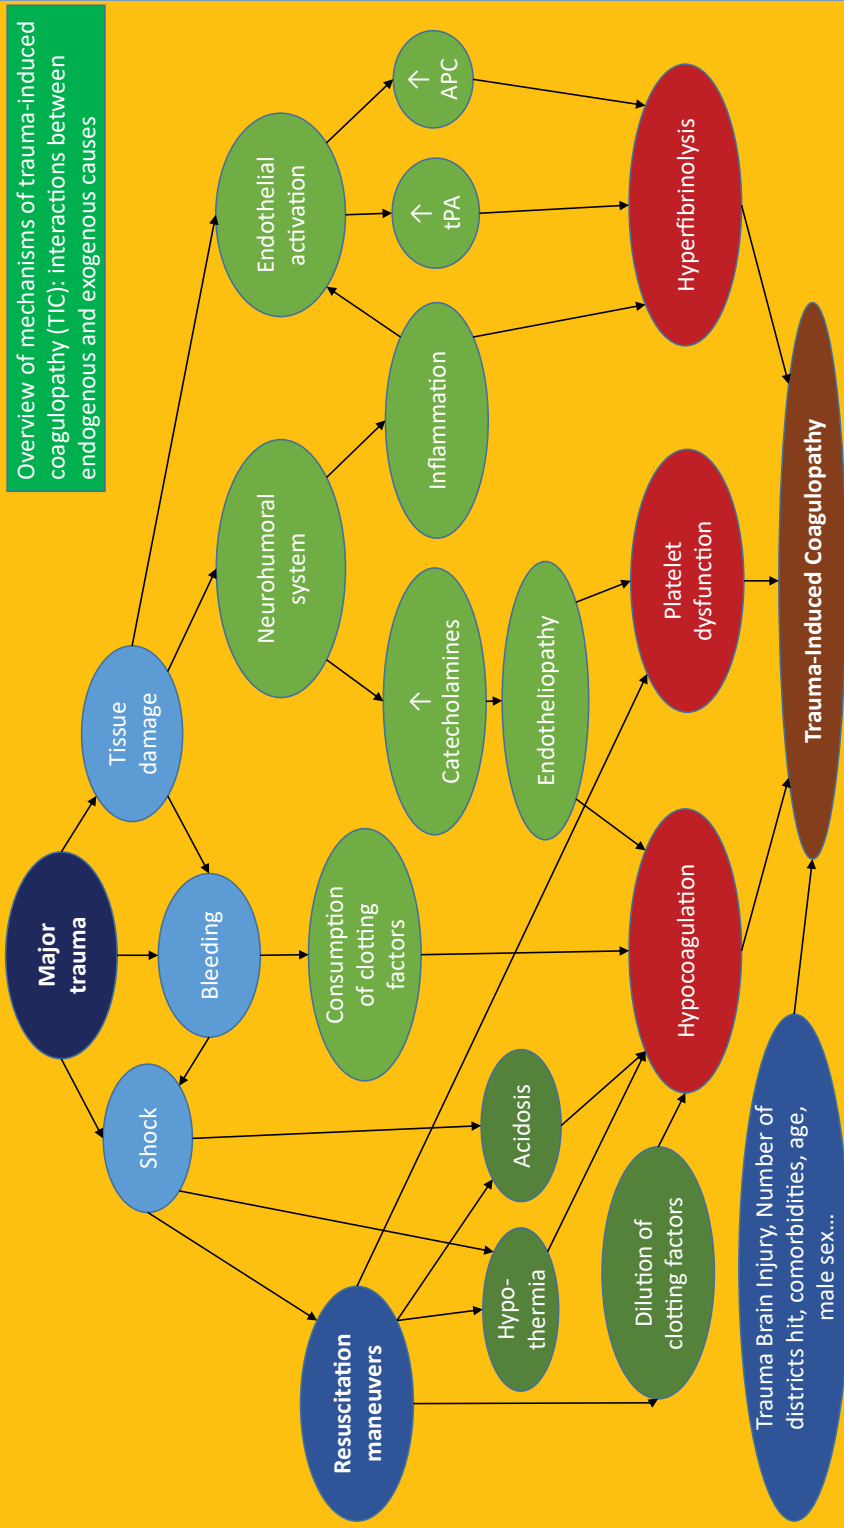 Overview of mechanisms of trauma-induced
coagulopathy (TIC): interactions between
endogenous and exogenous causes
Major
trauma
Tissue
damage
Shock
Bleeding
Endothelial
activation
Neurohumoral
system
Consumption
of clotting
factors
Resuscitation
maneuvers
↑
APC
↑
tPA
Inflammation
↑
Catecholamines
Endotheliopathy
Acidosis
Hypo-
thermia
Dilution of
clotting factors
Hyperfibrinolysis
Platelet
dysfunction
Hypocoagulation
Trauma Brain Injury, Number of
districts hit, comorbidities, age,
male sex...
Trauma-Induced Coagulopathy